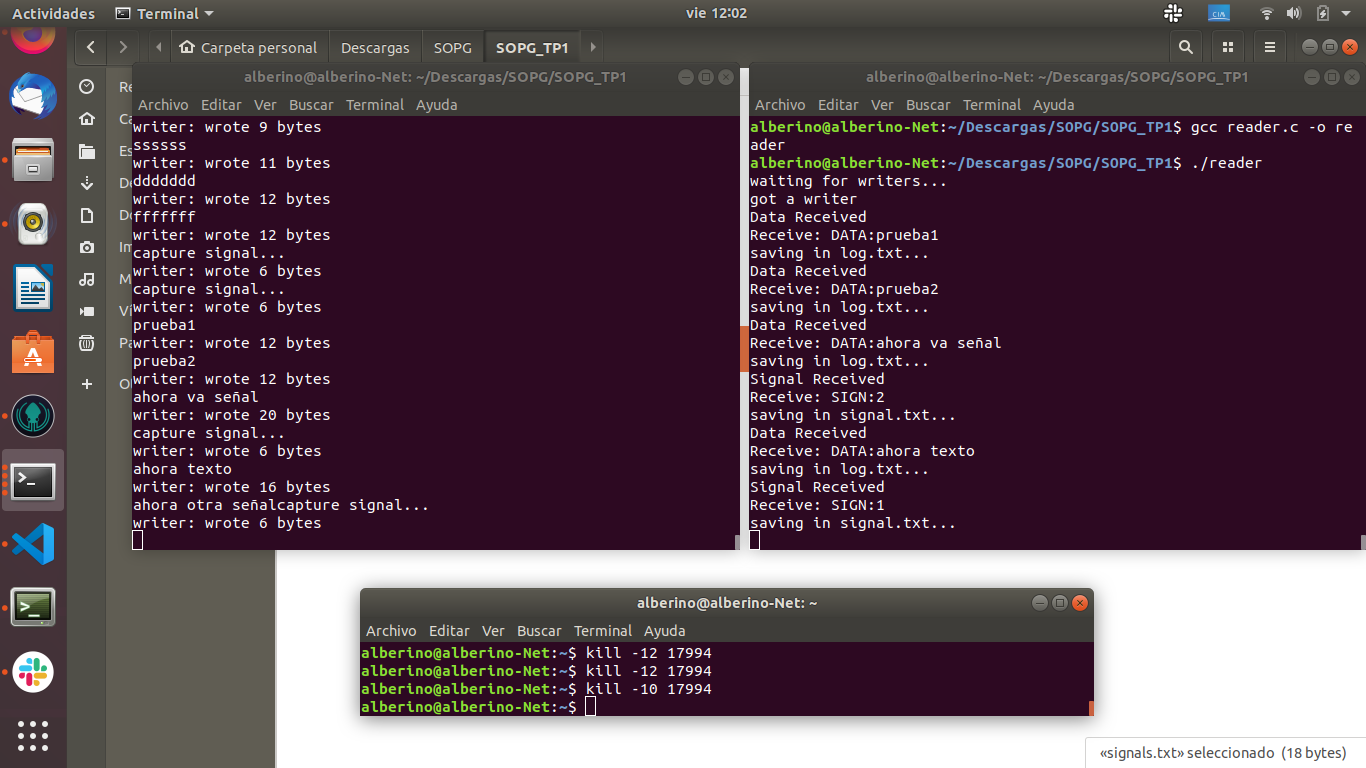 Actividades
Terminal
vie 12:02
Carpeta personal
Descargas
SOPG
SOPG_TP1
Re
Ca
Es
De
Do
Im
M
Ví
Pa
alberino@alberino-Net: ~/Descargas/SOPG/SOPG_TP1
Archivo Editar Ver Buscar Terminal Ayuda
writer: wrote 9 bytes
ssssss
writer: wrote 11 bytes
ddddddd
writer: wrote 12 bytes
fffffff
writer: wrote 12 bytes
capture signal...
writer: wrote 6 bytes
capture signal...
writer: wrote 6 bytes
prueba1
writer: wrote 12 bytes
prueba2
writer: wrote 12 bytes
ahora va señal
writer: wrote 20 bytes
capture signal...
writer: wrote 6 bytes
ahora texto
writer: wrote 16 bytes
ahora otra señalcapture signal...
writer: wrote 6 bytes
alberino@alberino-Net: ~/Descargas/SOPG/SOPG_TP1
Archivo Editar Ver Buscar Terminal Ayuda
alberino@alberino-Net:~/Descargas/SOPG/SOPG_TP1$ gcc reader.c -o re
ader
alberino@alberino-Net:~/Descargas/SOPG/SOPG_TP1$ ./reader
waiting for writers...
got a writer
Data Received
Receive: DATA:prueba1
saving in log.txt...
Data Received
Receive: DATA:prueba2
saving in log.txt...
Data Received
Receive: DATA:ahora va señal
saving in log.txt...
Signal Received
Receive: SIGN:2
saving in signal.txt...
Data Received
Receive: DATA:ahora texto
saving in log.txt...
Signal Received
Receive: SIGN:1
saving in signal.txt...
alberino@alberino-Net: ~
Archivo Editar Ver Buscar Terminal Ayuda
alberino@alberino-Net:~$ kill -12 17994
alberino@alberino-Net:~$ kill -12 17994
alberino@alberino-Net:~$ kill -10 17994
alberino@alberino-Net:~$
«signals.txt» seleccionado (18 bytes)